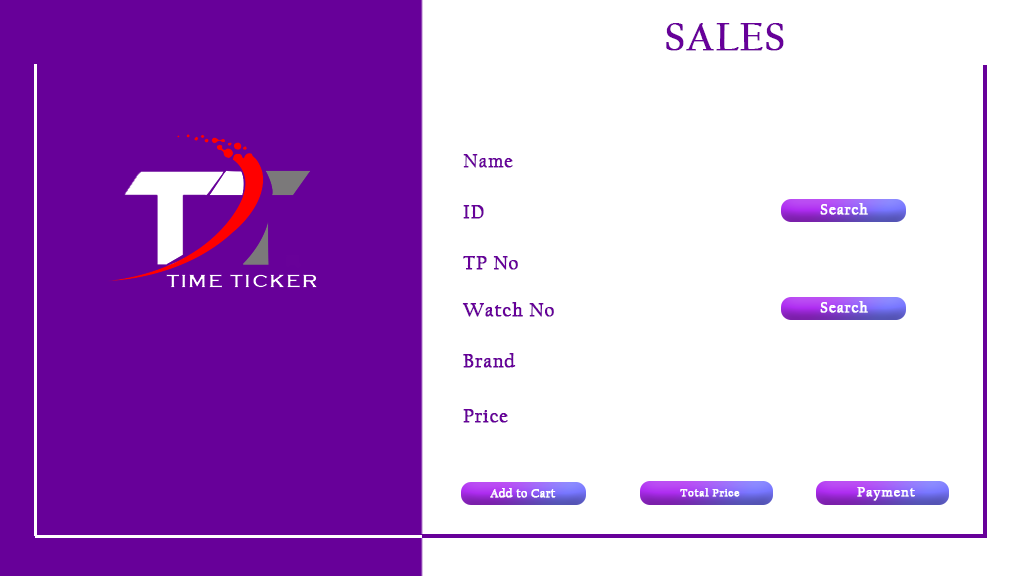 SALES
TT
TIME TICKER
Name
ID
Search
TP No
Watch No
Search
Brand
Price
Add to Cart
Total Price
Payment